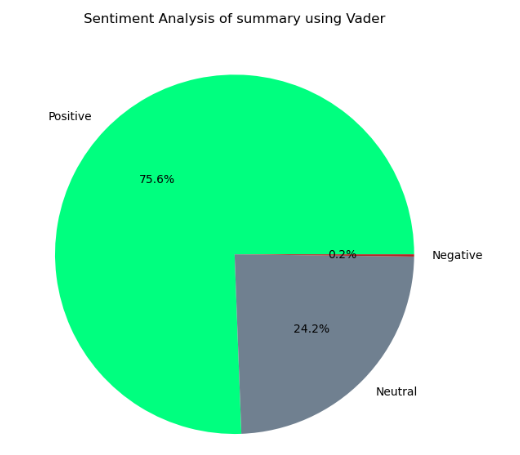 Sentiment Analysis of summary using Vader
Positive
75.6%
0.2%
Negative
24.2%
Neutral